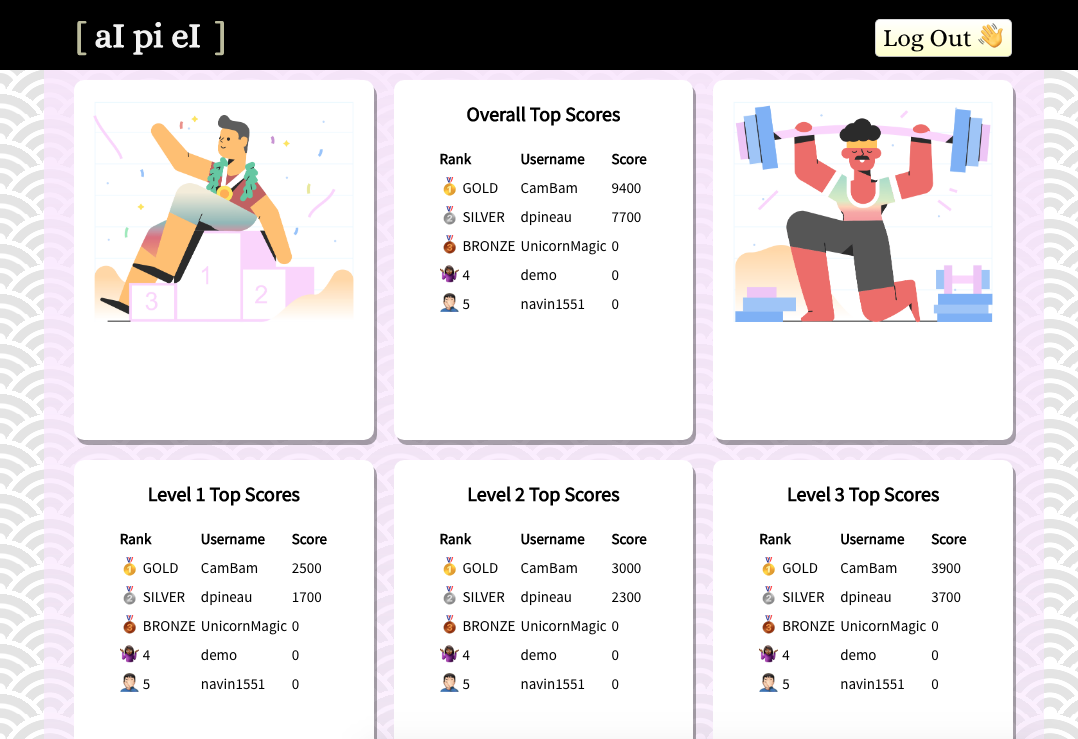 [ aI pi eI ]
Log Out 👋
3
1
2
Overall Top Scores
Rank Username Score
🥇 GOLD CamBam 9400
🥈 SILVER dpineau 7700
🥉 BRONZE UnicornMagic 0
🤷🏾‍♀️ 4 demo 0
🤦🏻‍♂️ 5 navin1551 0
Level 1 Top Scores
Rank Username Score
🥇 GOLD CamBam 2500
🥈 SILVER dpineau 1700
🥉 BRONZE UnicornMagic 0
🤷🏾‍♀️ 4 demo 0
🤦🏻‍♂️ 5 navin1551 0
Level 2 Top Scores
Rank Username Score
🥇 GOLD CamBam 3000
🥈 SILVER dpineau 2300
🥉 BRONZE UnicornMagic 0
🤷🏾‍♀️ 4 demo 0
🤦🏻‍♂️ 5 navin1551 0
Level 3 Top Scores
Rank Username Score
🥇 GOLD CamBam 3900
🥈 SILVER dpineau 3700
🥉 BRONZE UnicornMagic 0
🤷🏾‍♀️ 4 demo 0
🤦🏻‍♂️ 5 navin1551 0